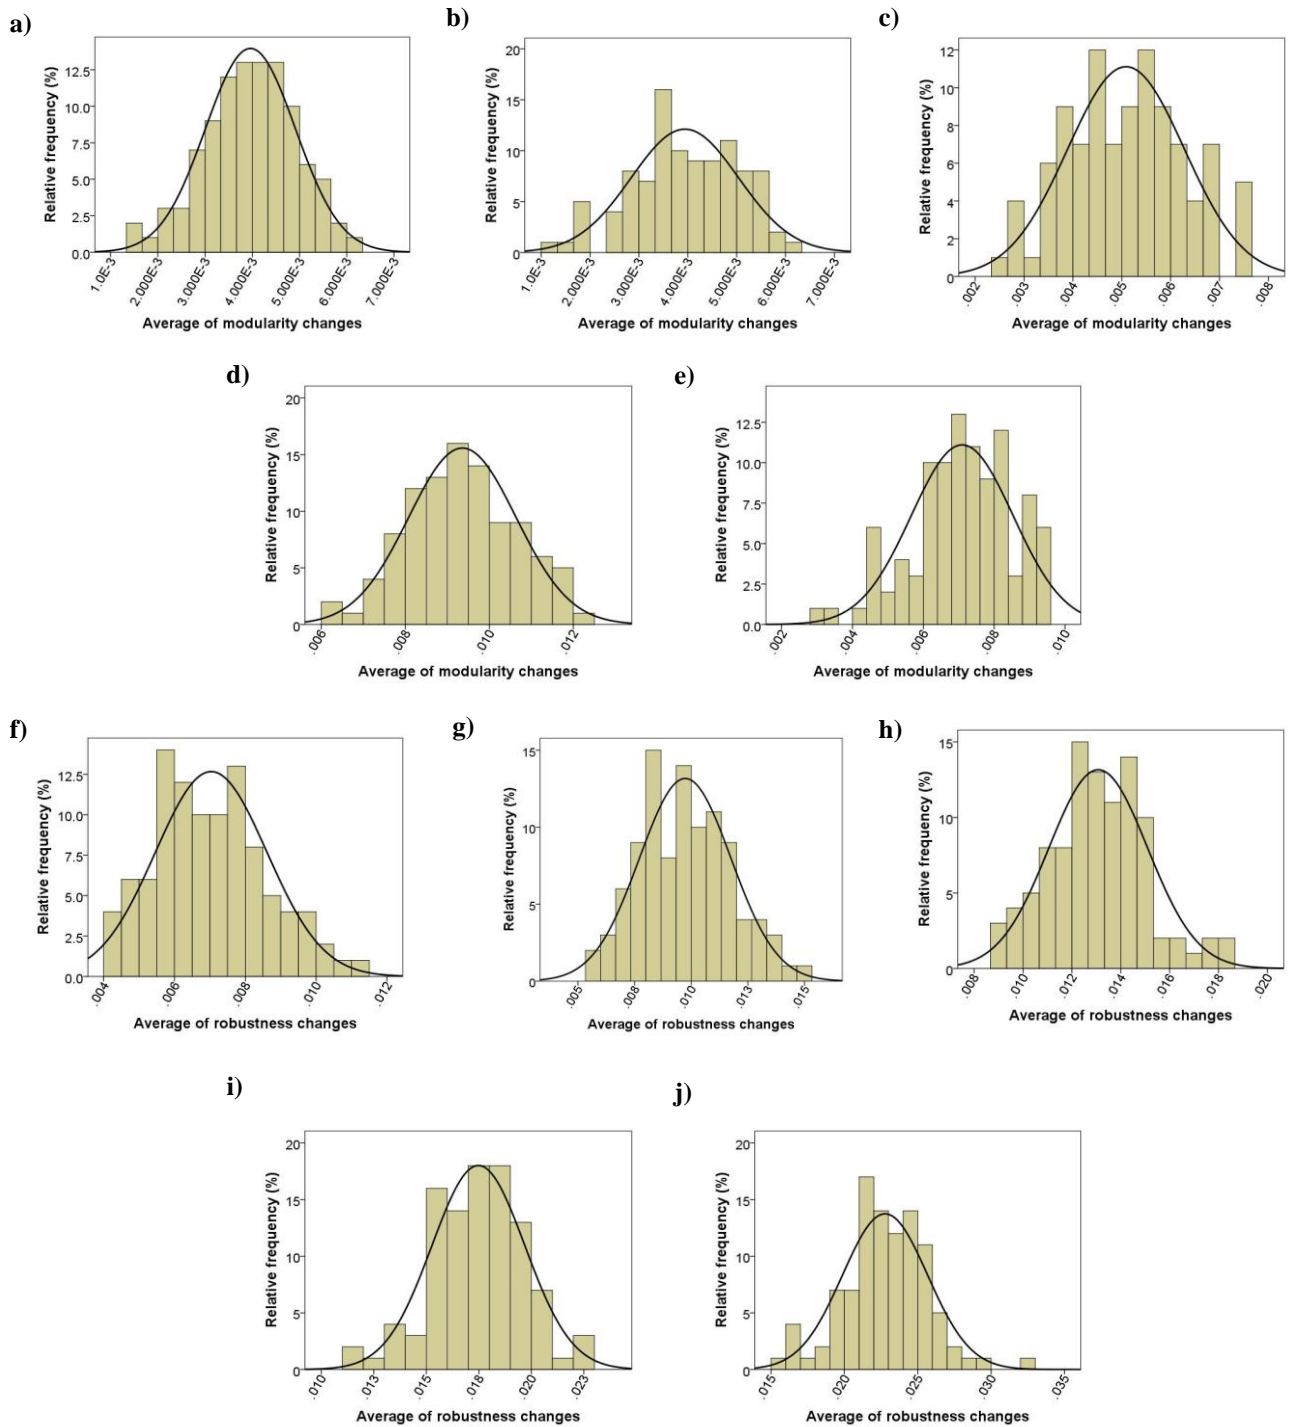 a)
Relative frequency (%)
12.5
10.0
7.5
5.0
2.5
0.0
1.0E-3
2.000E-3
3.000E-3
4.000E-3
5.000E-3
6.000E-3
7.000E-3
Average of modularity changes
b)
Relative frequency (%)
20
15
10
5
0
1.0E-3
2.000E-3
3.000E-3
4.000E-3
5.000E-3
6.000E-3
7.000E-3
Average of modularity changes
c)
Relative frequency (%)
12
10
8
6
4
2
0
.002
.003
.004
.005
.006
.007
.008
Average of modularity changes
d)
Relative frequency (%)
20
15
10
5
0
.006
.008
.010
.012
Average of modularity changes
e)
Relative frequency (%)
12.5
10.0
7.5
5.0
2.5
0.0
.002
.004
.006
.008
.010
Average of modularity changes
f)
Relative frequency (%)
12.5
10.0
7.5
5.0
2.5
0.0
.004
.006
.008
.010
.012
Average of robustness changes
g)
Relative frequency (%)
15
10
5
0
.005
.008
.010
.013
.015
Average of robustness changes
h)
Relative frequency (%)
15
10
5
0
.008
.010
.012
.014
.016
.018
.020
Average of robustness changes
i)
Relative frequency (%)
20
15
10
5
0
.010
.013
.015
.018
.020
.023
Average of robustness changes
j)
Relative frequency (%)
20
15
10
5
0
.015
.020
.025
.030
.035
Average of robustness changes